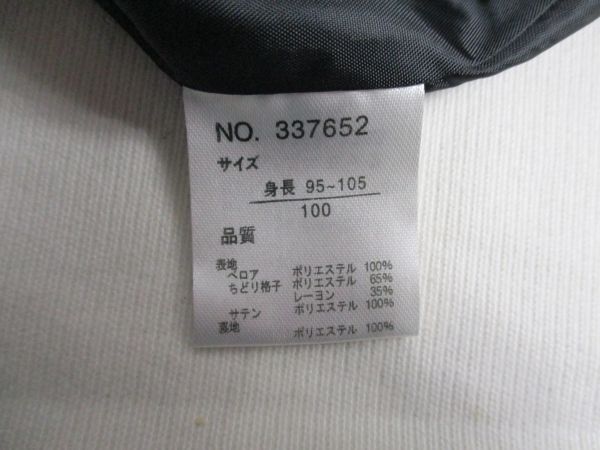 NO. 337652
サイズ
身長 95~105
100
品質
表地
ベロア ポリエステル 100%
ちどり格子 ポリエステル 65%
レーヨン 35%
サテン ポリエステル 100%
裏地 ポリエステル 100%